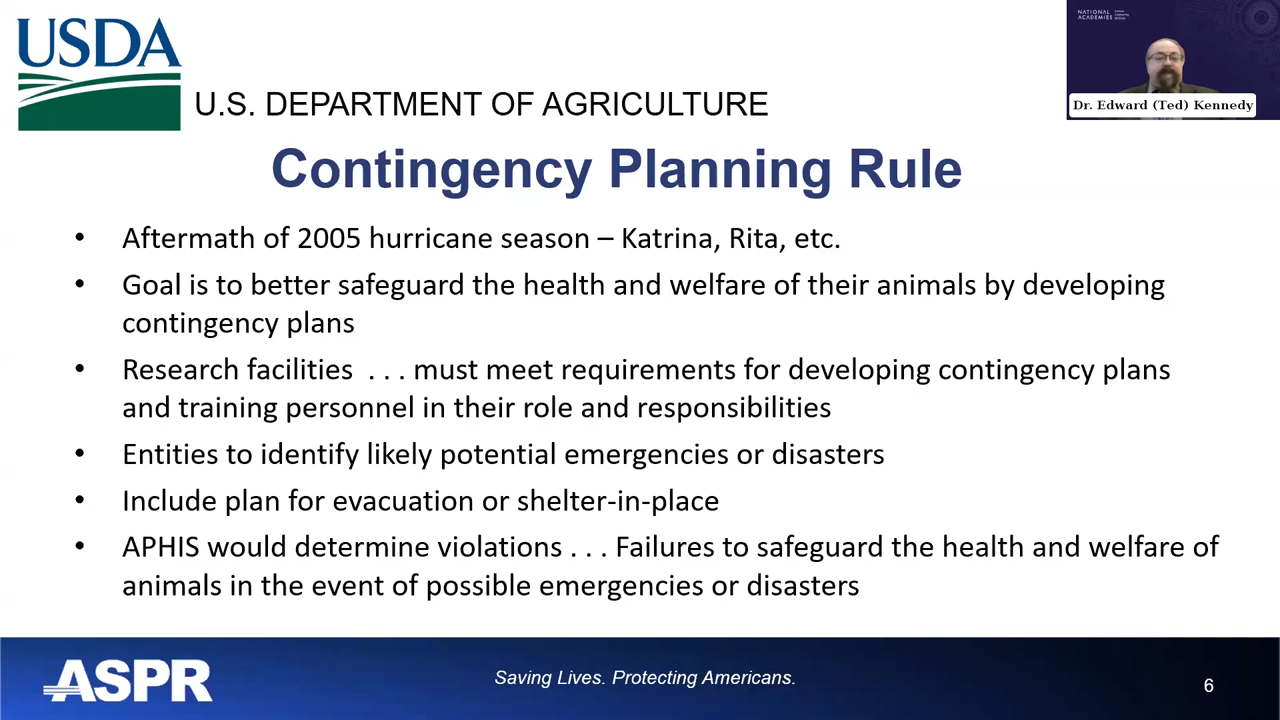 USDA
NATIONAL
ACADEMIES
U.S. DEPARTMENT OF AGRICULTURE
Dr. Edward (Ted) Kennedy
Contingency Planning Rule
• Aftermath of 2005 hurricane season – Katrina, Rita, etc.
• Goal is to better safeguard the health and welfare of their animals by developing
contingency plans
• Research facilities . . . must meet requirements for developing contingency plans
and training personnel in their role and responsibilities
• Entities to identify likely potential emergencies or disasters
• Include plan for evacuation or shelter-in-place
• APHIS would determine violations . . . Failures to safeguard the health and welfare of
animals in the event of possible emergencies or disasters
ASPR
Saving Lives. Protecting Americans.
6